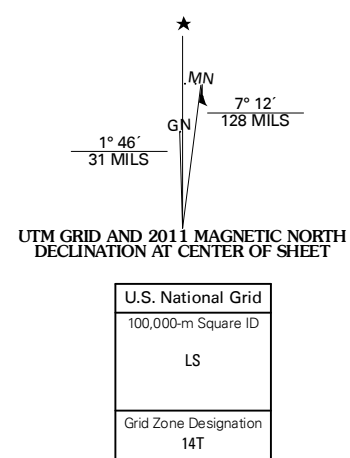 MN
GN
7° 12´
128 MILS
1° 46´
31 MILS
UTM GRID AND 2011 MAGNETIC NORTH
DECLINATION AT CENTER OF SHEET
U.S. National Grid
100,000-m Square ID
LS
Grid Zone Designation
14T